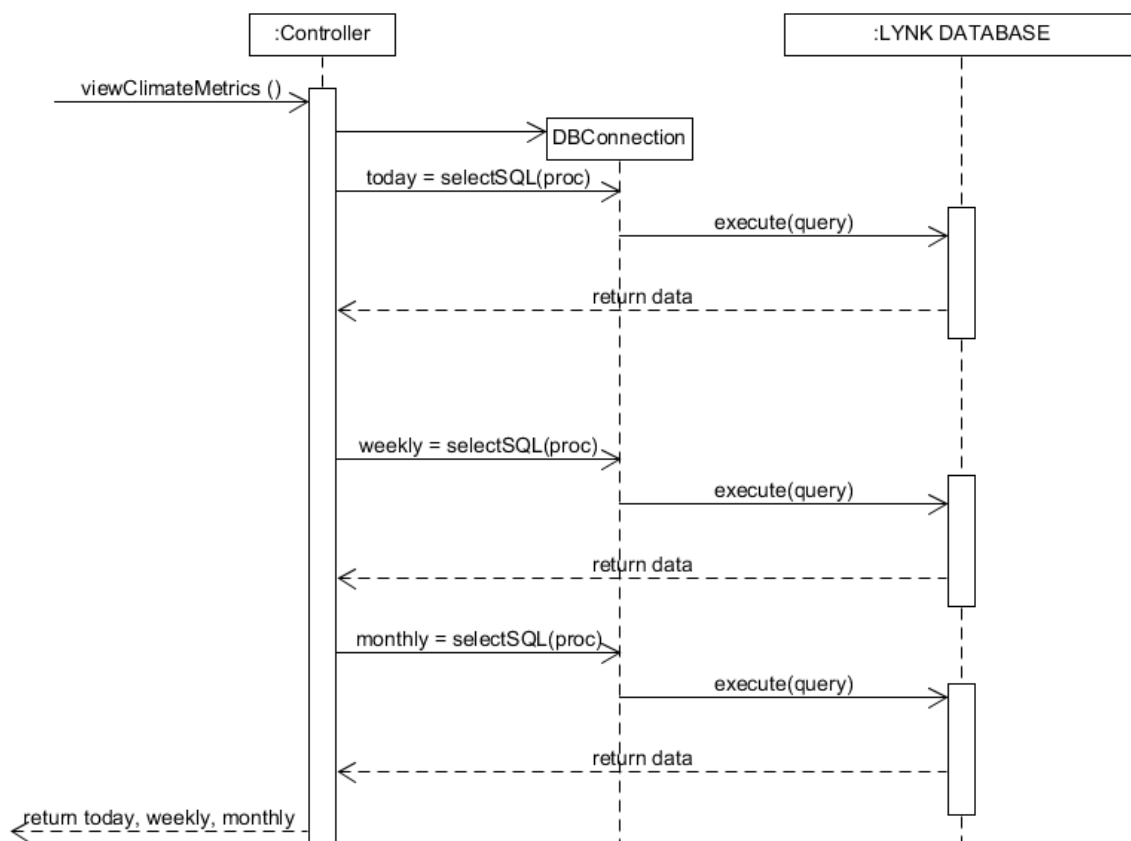 :Controller
:LYNK DATABASE
viewClimateMetrics ()
DBConnection
today = selectSQL(proc)
execute(query)
return data
weekly = selectSQL(proc)
execute(query)
return data
monthly = selectSQL(proc)
execute(query)
return data
return today, weekly, monthly